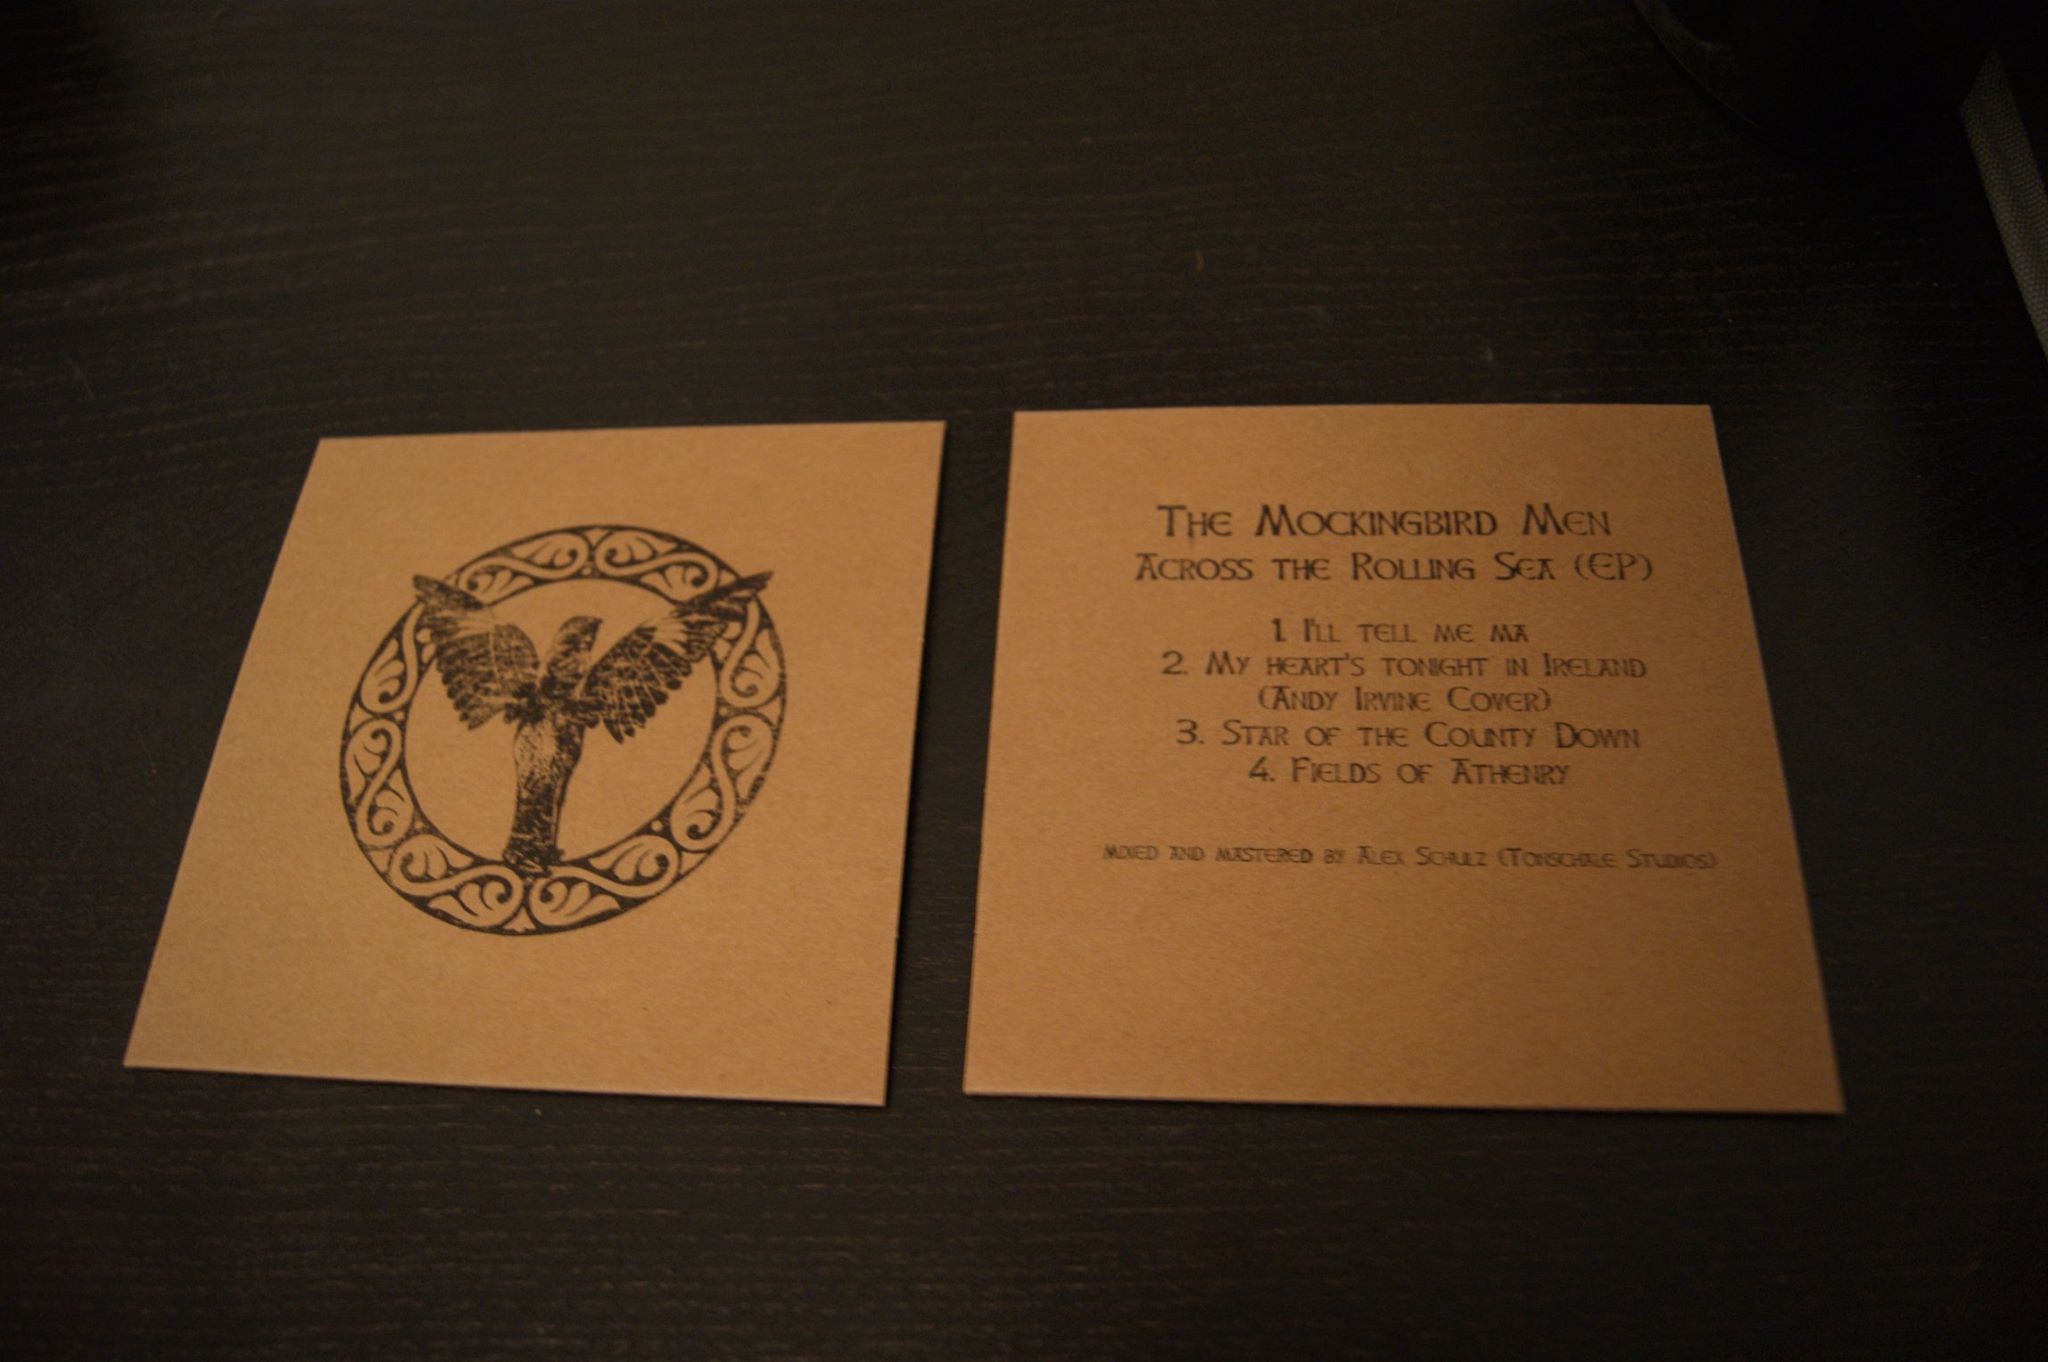 The Mockingbird Men
Across the Rolling Sea (EP)
1. I'll tell me ma
2. My heart's tonight in Ireland
(Andy Irvine Cover)
3. Star of the County Down
4. Fields of Athenry
mixed and mastered by Alex Schulz (Tonschale Studios)